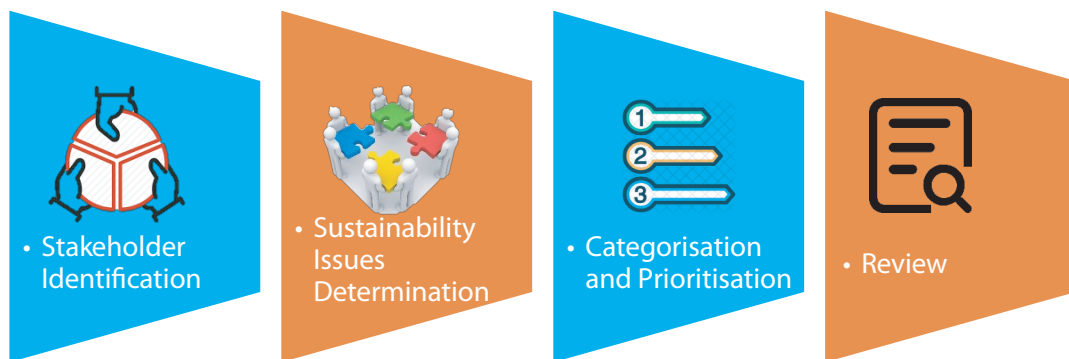 1
2
3
• Stakeholder
Identification
• Sustainability
Issues
Determination
• Categorisation
and Prioritisation
• Review